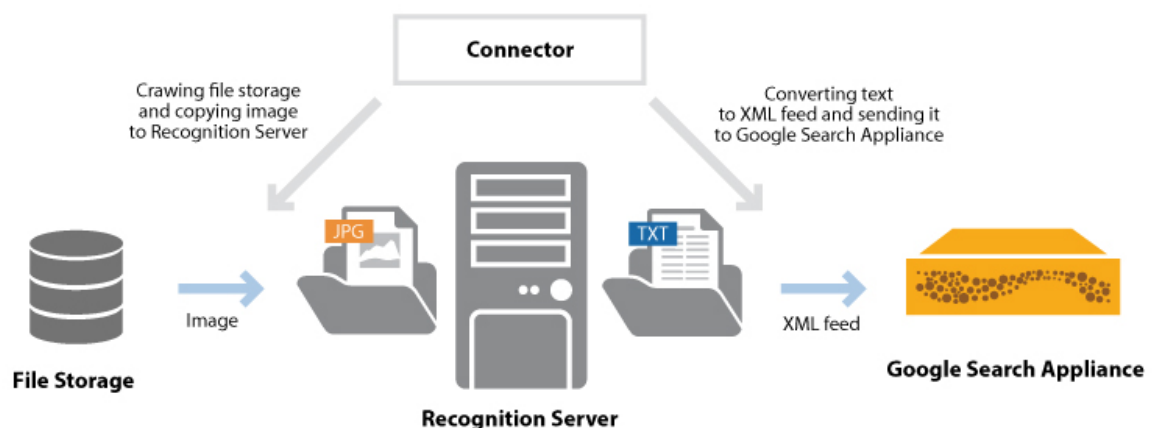 Connector
Crawing file storage
and copying image
to Recognition Server
Converting text
to XML feed and sending it
to Google Search Appliance
JPG
TXT
Image
XML feed
File Storage
Google Search Appliance
Recognition Server